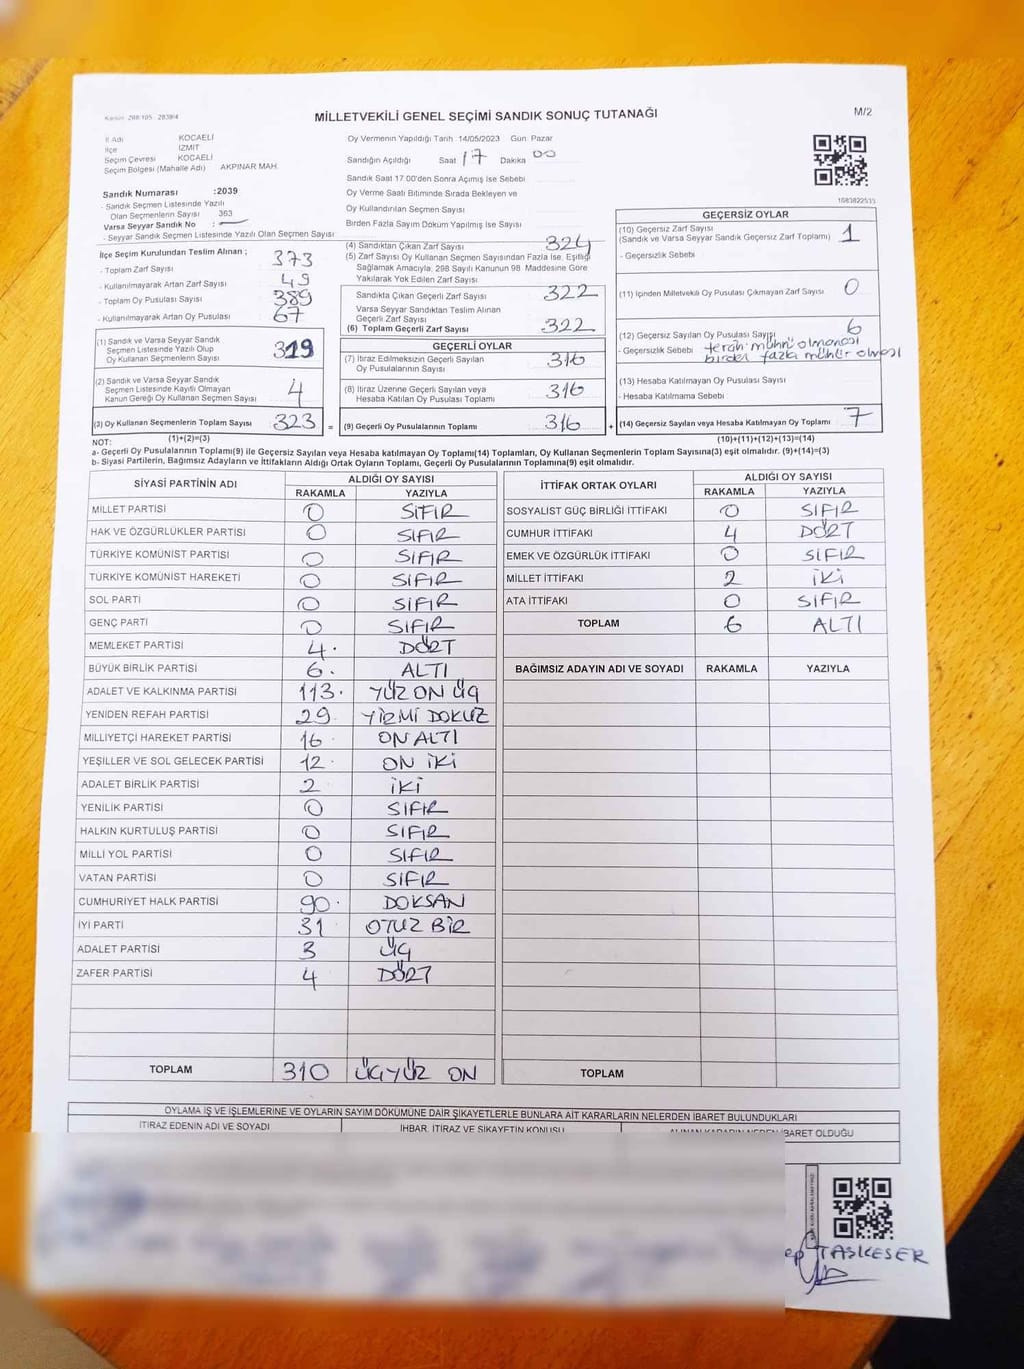 Kanun: 298/105 - 2839/4
MİLLETVEKİLİ GENEL SEÇİMİ SANDIK SONUÇ TUTANAĞI
M/2
İl Adı KOCAELİ
İlçe İZMİT
Seçim Çevresi KOCAELİ
Seçim Bölgesi (Mahalle Adı) AKPINAR MAH.
Sandık Numarası :2039
- Sandık Seçmen Listesinde Yazılı
Olan Seçmenlerin Sayısı 363
Varsa Seyyar Sandık No :
- Seyyar Sandık Seçmen Listesinde Yazılı Olan Seçmen Sayısı
Oy Vermenin Yapıldığı Tarih :14/05/2023 Gün: Pazar
Sandığın Açıldığı Saat 17 Dakika 00
Sandık Saat 17:00'den Sonra Açımış İse Sebebi
Oy Verme Saati Bitiminde Sırada Bekleyen ve
Oy Kullandırılan Seçmen Sayısı
Birden Fazla Sayım Döküm Yapılmış İse Sayısı
1683822533
İlçe Seçim Kurulundan Teslim Alınan ;
- Toplam Zarf Sayısı 373
- Kullanılmayarak Artan Zarf Sayısı 49
- Toplam Oy Pusulası Sayısı 389
- Kullanılmayarak Artan Oy Pusulası 67
(1) Sandık ve Varsa Seyyar Sandık
Seçmen Listesinde Yazılı Olup
Oy Kullanan Seçmenlerin Sayısı 319
(2) Sandık ve Varsa Seyyar Sandık
Seçmen Listesinde Kayıtlı Olmayan
Kanun Gereği Oy Kullanan Seçmen Sayısı 4
(3) Oy Kullanan Seçmenlerin Toplam Sayısı 323 =
(4) Sandıktan Çıkan Zarf Sayısı 324
(5) Zarf Sayısı Oy Kullanan Seçmen Sayısından Fazla İse, Eşitliği
Sağlamak Amacıyla; 298 Sayılı Kanunun 98. Maddesine Göre
Yakılarak Yok Edilen Zarf Sayısı
Sandıkta Çıkan Geçerli Zarf Sayısı 322
Varsa Seyyar Sandıktan Teslim Alınan
Geçerli Zarf Sayısı
(6) Toplam Geçerli Zarf Sayısı 322
GEÇERLİ OYLAR
(7) İtiraz Edilmeksizin Geçerli Sayılan
Oy Pusulalarının Sayısı 316
(8) İtiraz Üzerine Geçerli Sayılan veya
Hesaba Katılan Oy Pusulası Toplamı 316
(9) Geçerli Oy Pusulalarının Toplamı 316 +
GEÇERSİZ OYLAR
(10) Geçersiz Zarf Sayısı 1
(Sandık ve Varsa Seyyar Sandık Geçersiz Zarf Toplamı)
- Geçersizlik Sebebi
(11) İçinden Milletvekili Oy Pusulası Çıkmayan Zarf Sayısı 0
(12) Geçersiz Sayılan Oy Pusulası Sayısı 6
- Geçersizlik Sebebi tercih mührü olmaması
birden fazla mühür olması
(13) Hesaba Katılmayan Oy Pusulası Sayısı
- Hesaba Katılmama Sebebi
(14) Geçersiz Sayılan veya Hesaba Katılmayan Oy Toplamı 7
NOT: (1)+(2)=(3) (10)+(11)+(12)+(13)=(14)
a- Geçerli Oy Pusulalarının Toplamı(9) ile Geçersiz Sayılan veya Hesaba katılmayan Oy Toplamı(14) Toplamları, Oy Kullanan Seçmenlerin Toplam Sayısına(3) eşit olmalıdır. (9)+(14)=(3)
b- Siyasi Partilerin, Bağımsız Adayların ve İttifakların Aldığı Ortak Oyların Toplamı, Geçerli Oy Pusulalarının Toplamına(9) eşit olmalıdır.
SİYASİ PARTİNİN ADI ALDIĞI OY SAYISI
RAKAMLA YAZIYLA
MİLLET PARTİSİ 0 SIFIR
HAK VE ÖZGÜRLÜKLER PARTİSİ 0 SIFIR
TÜRKİYE KOMÜNİST PARTİSİ 0 SIFIR
TÜRKİYE KOMÜNİST HAREKETİ 0 SIFIR
SOL PARTİ 0 SIFIR
GENÇ PARTİ 0 SIFIR
MEMLEKET PARTİSİ 4. DÖRT
BÜYÜK BİRLİK PARTİSİ 6. ALTI
ADALET VE KALKINMA PARTİSİ 113. YÜZ ON ÜÇ
YENİDEN REFAH PARTİSİ 29. YİRMİ DOKUZ
MİLLİYETÇİ HAREKET PARTİSİ 16. ON ALTI
YEŞİLLER VE SOL GELECEK PARTİSİ 12. ON İKİ
ADALET BİRLİK PARTİSİ 2 İKİ
YENİLİK PARTİSİ 0 SIFIR
HALKIN KURTULUŞ PARTİSİ 0 SIFIR
MİLLİ YOL PARTİSİ 0 SIFIR
VATAN PARTİSİ 0 SIFIR
CUMHURİYET HALK PARTİSİ 90. DOKSAN
İYİ PARTİ 31 OTUZ BİR
ADALET PARTİSİ 3 ÜÇ
ZAFER PARTİSİ 4 DÖRT
TOPLAM 310 ÜÇYÜZ ON
İTTİFAK ORTAK OYLARI ALDIĞI OY SAYISI
RAKAMLA YAZIYLA
SOSYALİST GÜÇ BİRLİĞİ İTTİFAKI 0 SIFIR
CUMHUR İTTİFAKI 4 DÖRT
EMEK VE ÖZGÜRLÜK İTTİFAKI 0 SIFIR
MİLLET İTTİFAKI 2 İKİ
ATA İTTİFAKI 0 SIFIR
TOPLAM 6 ALTI
BAĞIMSIZ ADAYIN ADI VE SOYADI RAKAMLA YAZIYLA
TOPLAM
OYLAMA İŞ VE İŞLEMLERİNE VE OYLARIN SAYIM DÖKÜMÜNE DAİR ŞİKAYETLERLE BUNLARA AİT KARARLARIN NELERDEN İBARET BULUNDUKLARI
İTİRAZ EDENİN ADI VE SOYADI İHBAR, İTİRAZ VE ŞİKAYETİN KONUSU ALINAN KARARIN NEDEN İBARET OLDUĞU
TAŞKESER